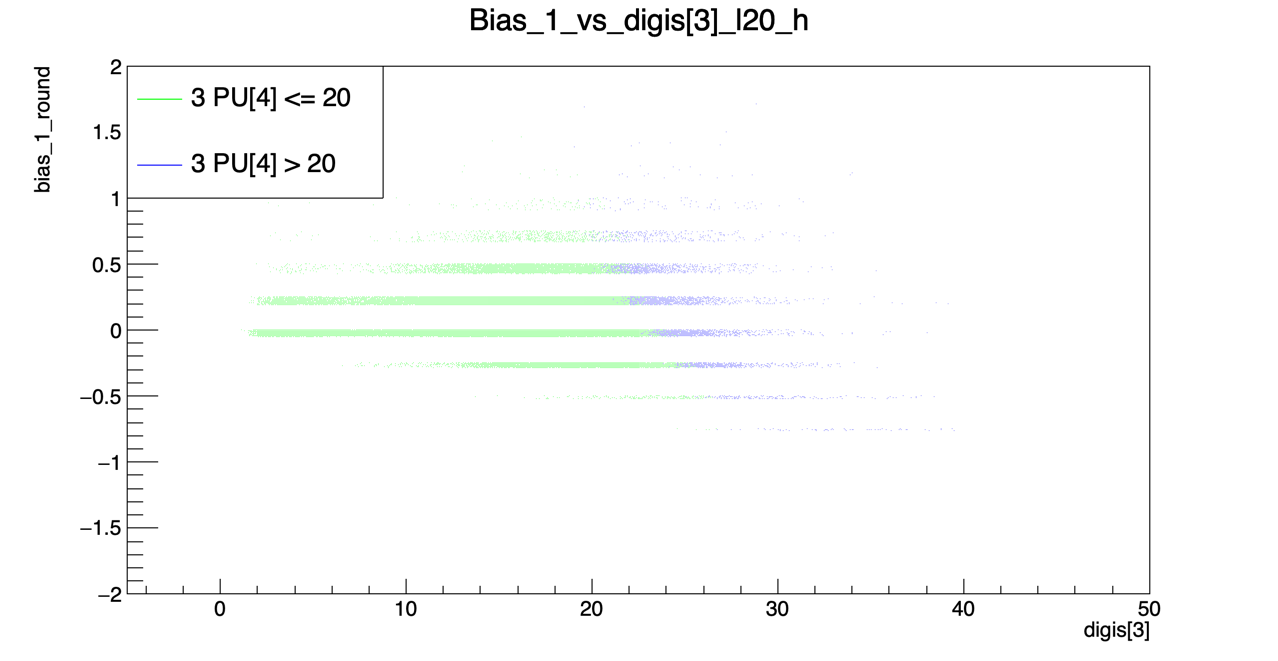 Bias_1_vs_digis[3]_l20_h
bias_1_round
3 PU[4] <= 20
3 PU[4] > 20
2
1.5
1
0.5
0
−0.5
−1
−1.5
−2
0 10 20 30 40 50
digis[3]